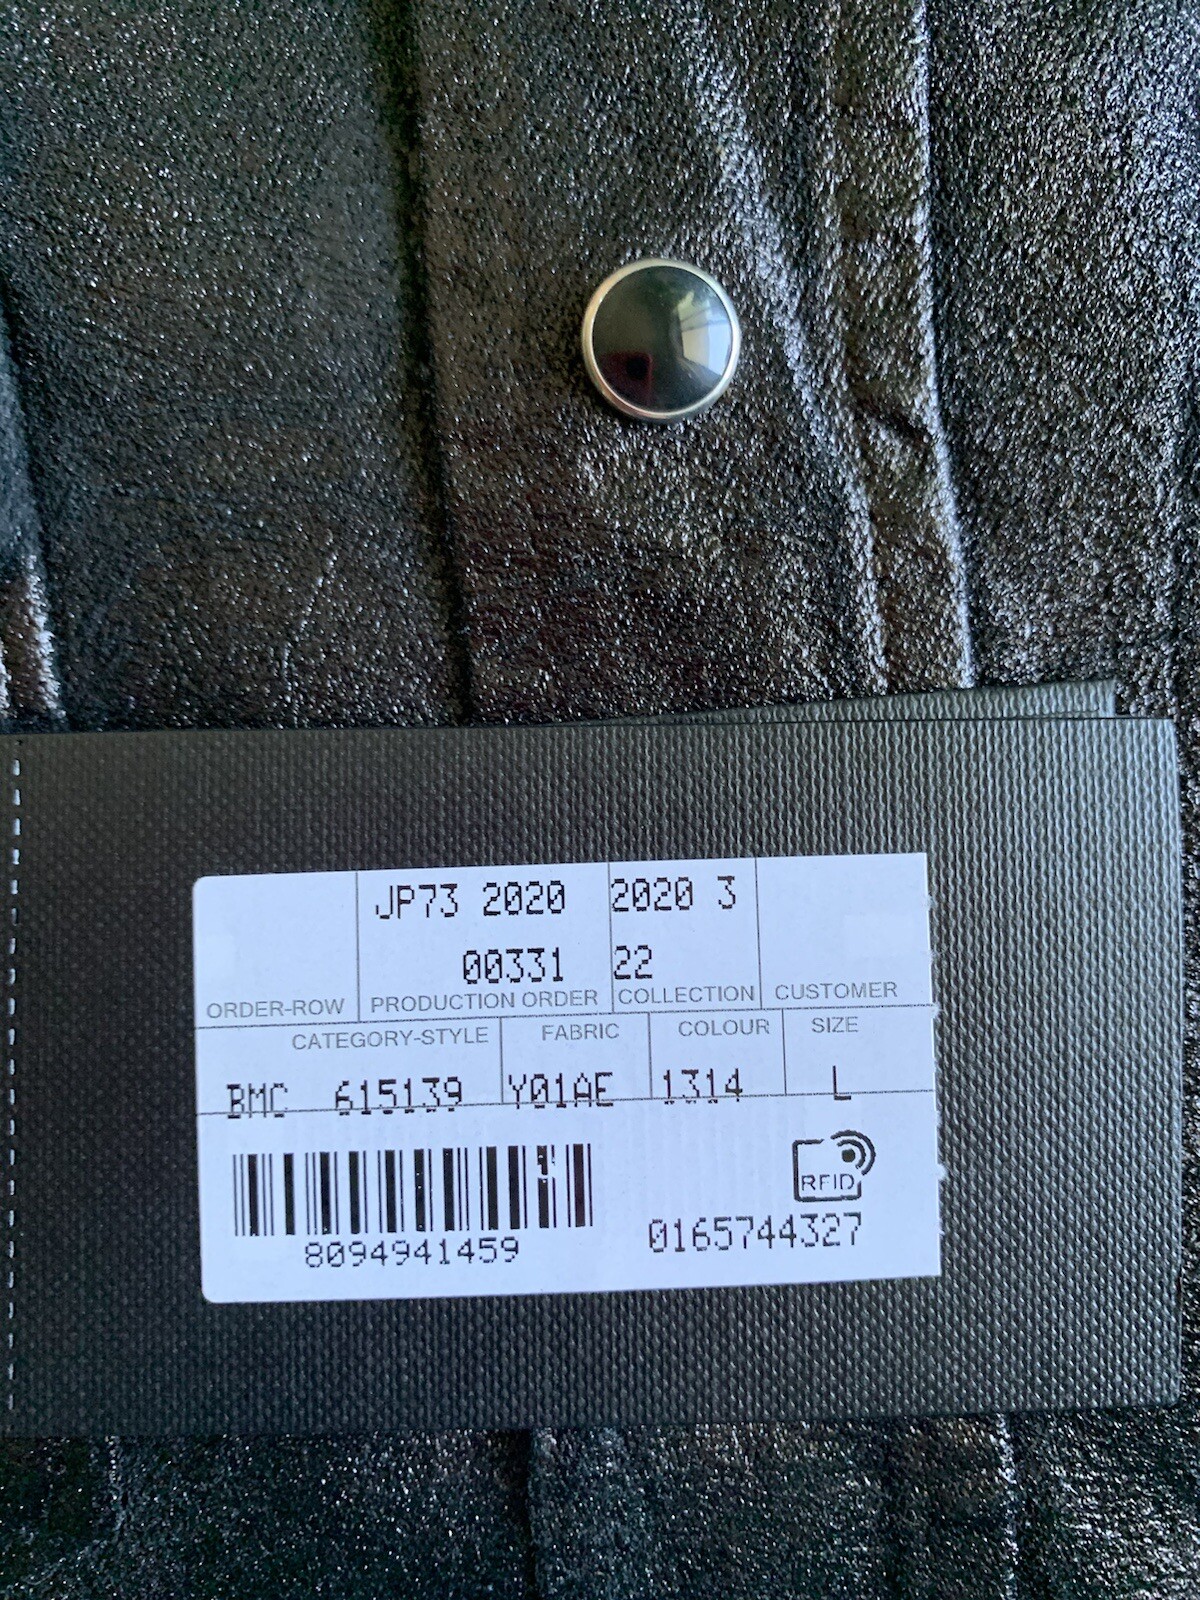 JP73 2020
2020 3
00331
22
ORDER-ROW
PRODUCTION ORDER
COLLECTION
CUSTOMER
CATEGORY-STYLE
FABRIC
COLOUR
SIZE
BMC 615139
Y01AE
1314
L
RFID
8094941459
0165744327